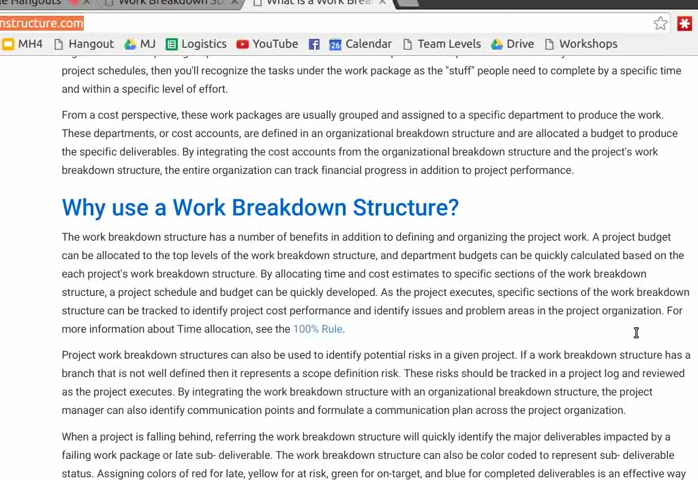 Work Breakdown St
What is a Work Brea
nstructure.com
MH4 Hangout MJ Logistics YouTube 26 Calendar Team Levels Drive Workshops
project schedules, then you'll recognize the tasks under the work package as the "stuff" people need to complete by a specific time
and within a specific level of effort.
From a cost perspective, these work packages are usually grouped and assigned to a specific department to produce the work.
These departments, or cost accounts, are defined in an organizational breakdown structure and are allocated a budget to produce
the specific deliverables. By integrating the cost accounts from the organizational breakdown structure and the project's work
breakdown structure, the entire organization can track financial progress in addition to project performance.
Why use a Work Breakdown Structure?
The work breakdown structure has a number of benefits in addition to defining and organizing the project work. A project budget
can be allocated to the top levels of the work breakdown structure, and department budgets can be quickly calculated based on the
each project's work breakdown structure. By allocating time and cost estimates to specific sections of the work breakdown
structure, a project schedule and budget can be quickly developed. As the project executes, specific sections of the work breakdown
structure can be tracked to identify project cost performance and identify issues and problem areas in the project organization. For
more information about Time allocation, see the 100% Rule.
Project work breakdown structures can also be used to identify potential risks in a given project. If a work breakdown structure has a
branch that is not well defined then it represents a scope definition risk. These risks should be tracked in a project log and reviewed
as the project executes. By integrating the work breakdown structure with an organizational breakdown structure, the project
manager can also identify communication points and formulate a communication plan across the project organization.
When a project is falling behind, referring the work breakdown structure will quickly identify the major deliverables impacted by a
failing work package or late sub- deliverable. The work breakdown structure can also be color coded to represent sub- deliverable
status. Assigning colors of red for late, yellow for at risk, green for on-target, and blue for completed deliverables is an effective way